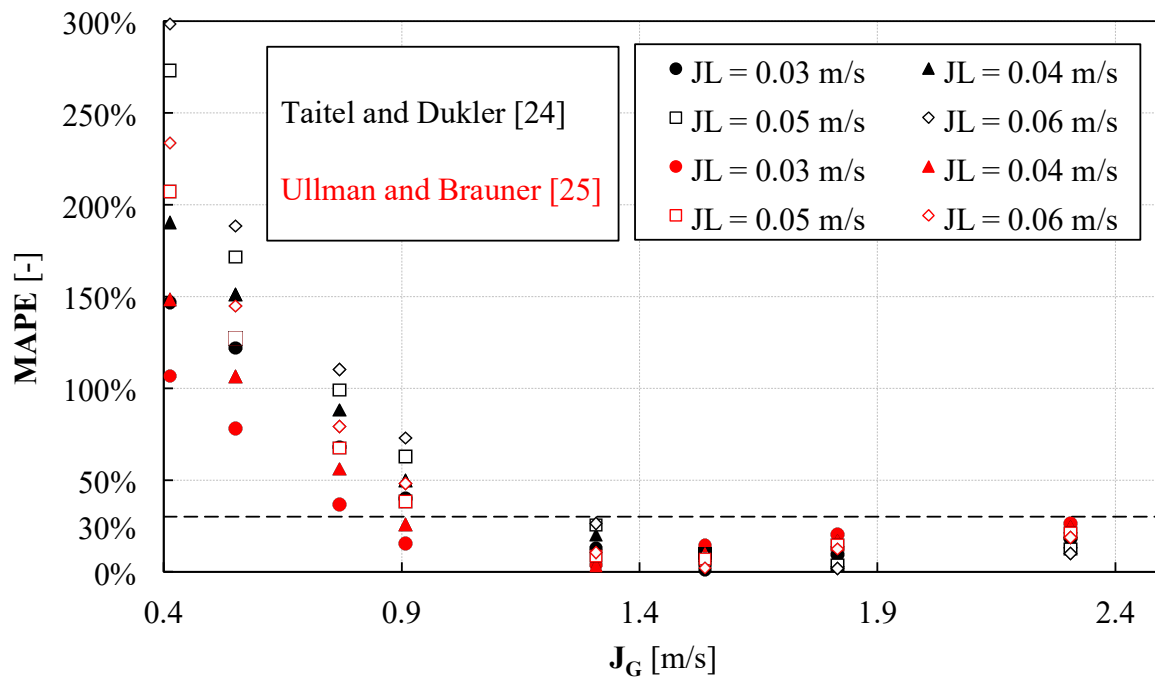 300%
250%
200%
150%
100%
50%
30%
0%
MAPE [-]
Taitel and Dukler [24]
Ullman and Brauner [25]
JL = 0.03 m/s
JL = 0.04 m/s
JL = 0.05 m/s
JL = 0.06 m/s
JL = 0.03 m/s
JL = 0.04 m/s
JL = 0.05 m/s
JL = 0.06 m/s
0.4
0.9
1.4
1.9
2.4
J_G [m/s]